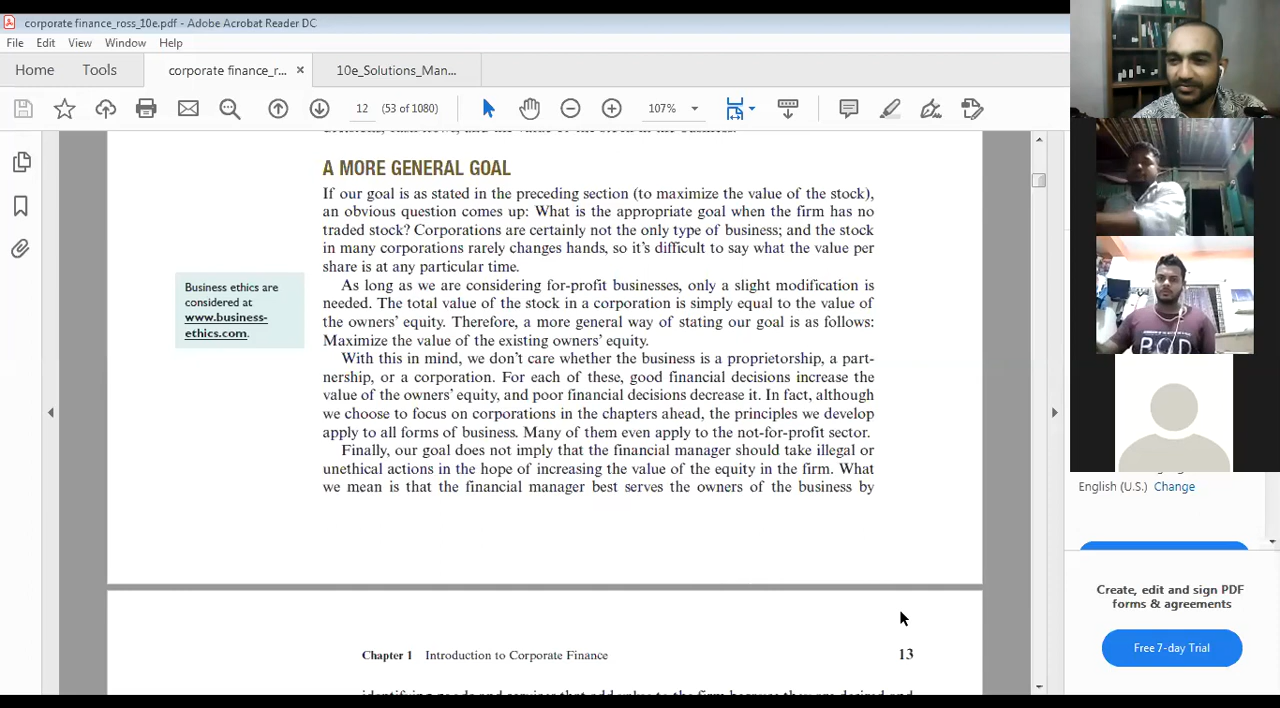 corporate finance_ross_10e.pdf - Adobe Acrobat Reader DC
File Edit View Window Help
Home Tools corporate finance_r... × 10e_Solutions_Man...
12 (53 of 1080) 107%
A MORE GENERAL GOAL
If our goal is as stated in the preceding section (to maximize the value of the stock),
an obvious question comes up: What is the appropriate goal when the firm has no
traded stock? Corporations are certainly not the only type of business; and the stock
in many corporations rarely changes hands, so it's difficult to say what the value per
share is at any particular time.
As long as we are considering for-profit businesses, only a slight modification is
needed. The total value of the stock in a corporation is simply equal to the value of
the owners' equity. Therefore, a more general way of stating our goal is as follows:
Maximize the value of the existing owners' equity.
With this in mind, we don't care whether the business is a proprietorship, a part-
nership, or a corporation. For each of these, good financial decisions increase the
value of the owners' equity, and poor financial decisions decrease it. In fact, although
we choose to focus on corporations in the chapters ahead, the principles we develop
apply to all forms of business. Many of them even apply to the not-for-profit sector.
Finally, our goal does not imply that the financial manager should take illegal or
unethical actions in the hope of increasing the value of the equity in the firm. What
we mean is that the financial manager best serves the owners of the business by
Business ethics are
considered at
www.business-
ethics.com.
Chapter 1 Introduction to Corporate Finance 13
English (U.S.) Change
Create, edit and sign PDF
forms & agreements
Free 7-day Trial